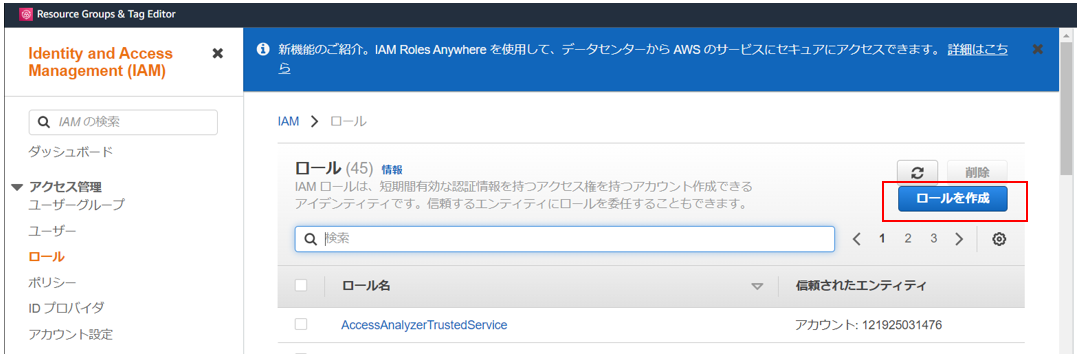 Resource Groups & Tag Editor
Identity and Access
Management (IAM)
IAM の検索
ダッシュボード
アクセス管理
ユーザーグループ
ユーザー
ロール
ポリシー
ID プロバイダ
アカウント設定
新機能のご紹介。IAM Roles Anywhere を使用して、データセンターから AWS のサービスにセキュアにアクセスできます。 詳細はこち
ら
IAM > ロール
ロール (45) 情報
IAM ロールは、短期間有効な認証情報を持つアクセス権を持つアカウント作成できる
アイデンティティです。信頼するエンティティにロールを委任することもできます。
削除
ロールを作成
検索
1 2 3
ロール名 信頼されたエンティティ
AccessAnalyzerTrustedService アカウント: 121925031476